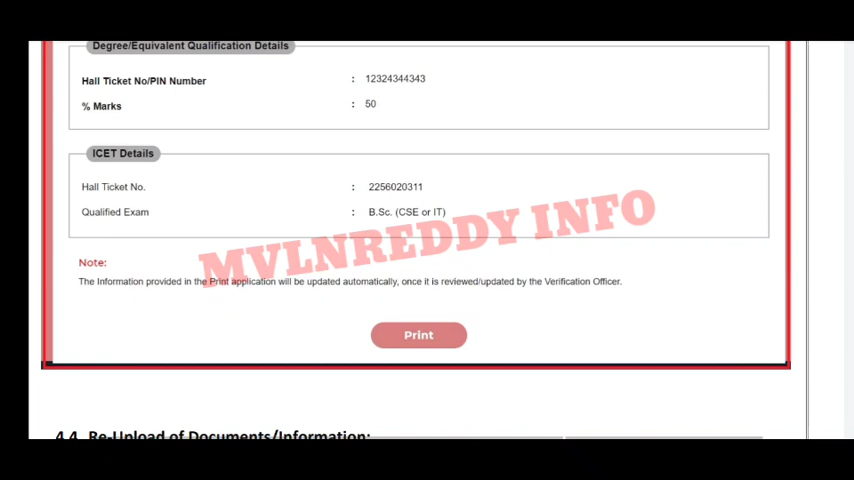 Degree/Equivalent Qualification Details
Hall Ticket No/PIN Number : 12324344343
% Marks : 50
ICET Details
Hall Ticket No. : 2256020311
Qualified Exam : B.Sc. (CSE or IT)
MVLNREDDY INFO
Note:
The Information provided in the Print application will be updated automatically, once it is reviewed/updated by the Verification Officer.
Print
4.4 Re-Upload of Documents/Information: